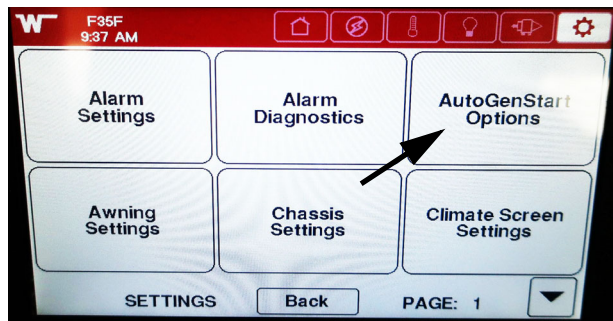 W
F35F
9:37 AM
Alarm
Settings
Alarm
Diagnostics
AutoGenStart
Options
Awning
Settings
Chassis
Settings
Climate Screen
Settings
SETTINGS Back PAGE: 1